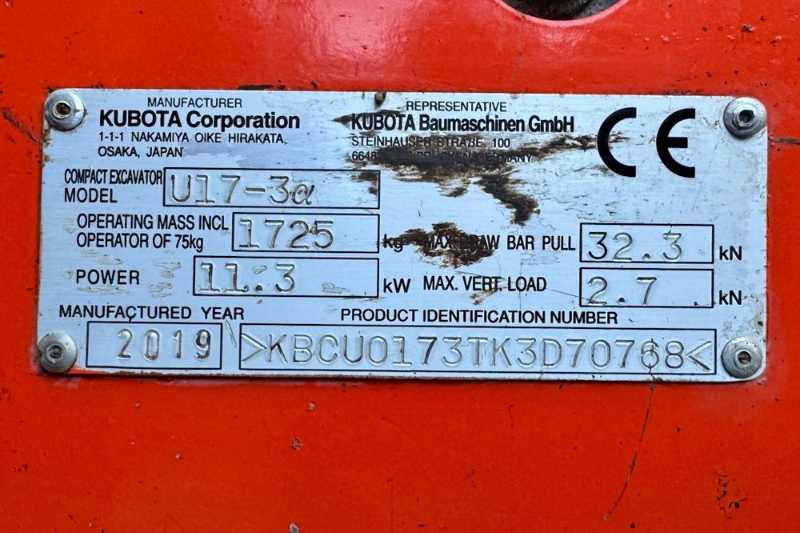 MANUFACTURER
KUBOTA Corporation
1-1-1 NAKAMIYA OIKE HIRAKATA,
OSAKA, JAPAN
REPRESENTATIVE
KUBOTA Baumaschinen GmbH
STEINHAUSER STRAßE 100
GERMANY
CE
COMPACT EXCAVATOR
MODEL U17-3α
OPERATING MASS INCL
OPERATOR OF 75kg 1725 kg
MAX. DRAW BAR PULL 32.3 kN
POWER 11.3 kW
MAX. VERT. LOAD 2.7 kN
MANUFACTURED YEAR
2019
PRODUCT IDENTIFICATION NUMBER
>KBCU0173TK3D70768<